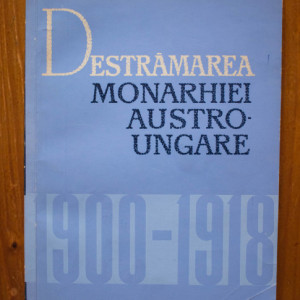 DESTRĂMAREA
MONARHIEI
AUSTRO-
UNGARE
1900-1918